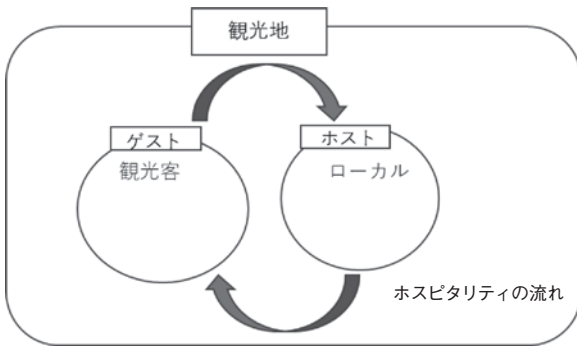 観光地
ゲスト
観光客
ホスト
ローカル
ホスピタリティの流れ